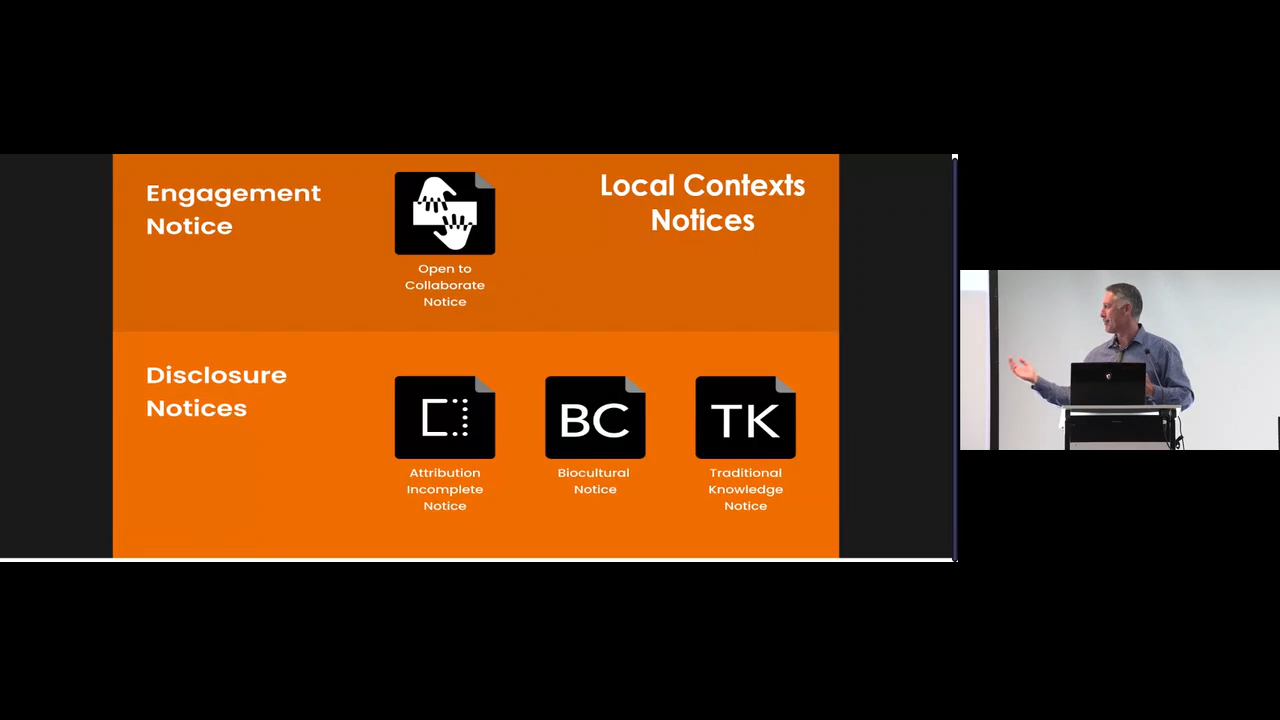 Engagement
Notice
Local Contexts
Notices
Open to
Collaborate
Notice
Disclosure
Notices
BC
TK
Attribution
Incomplete
Notice
Biocultural
Notice
Traditional
Knowledge
Notice